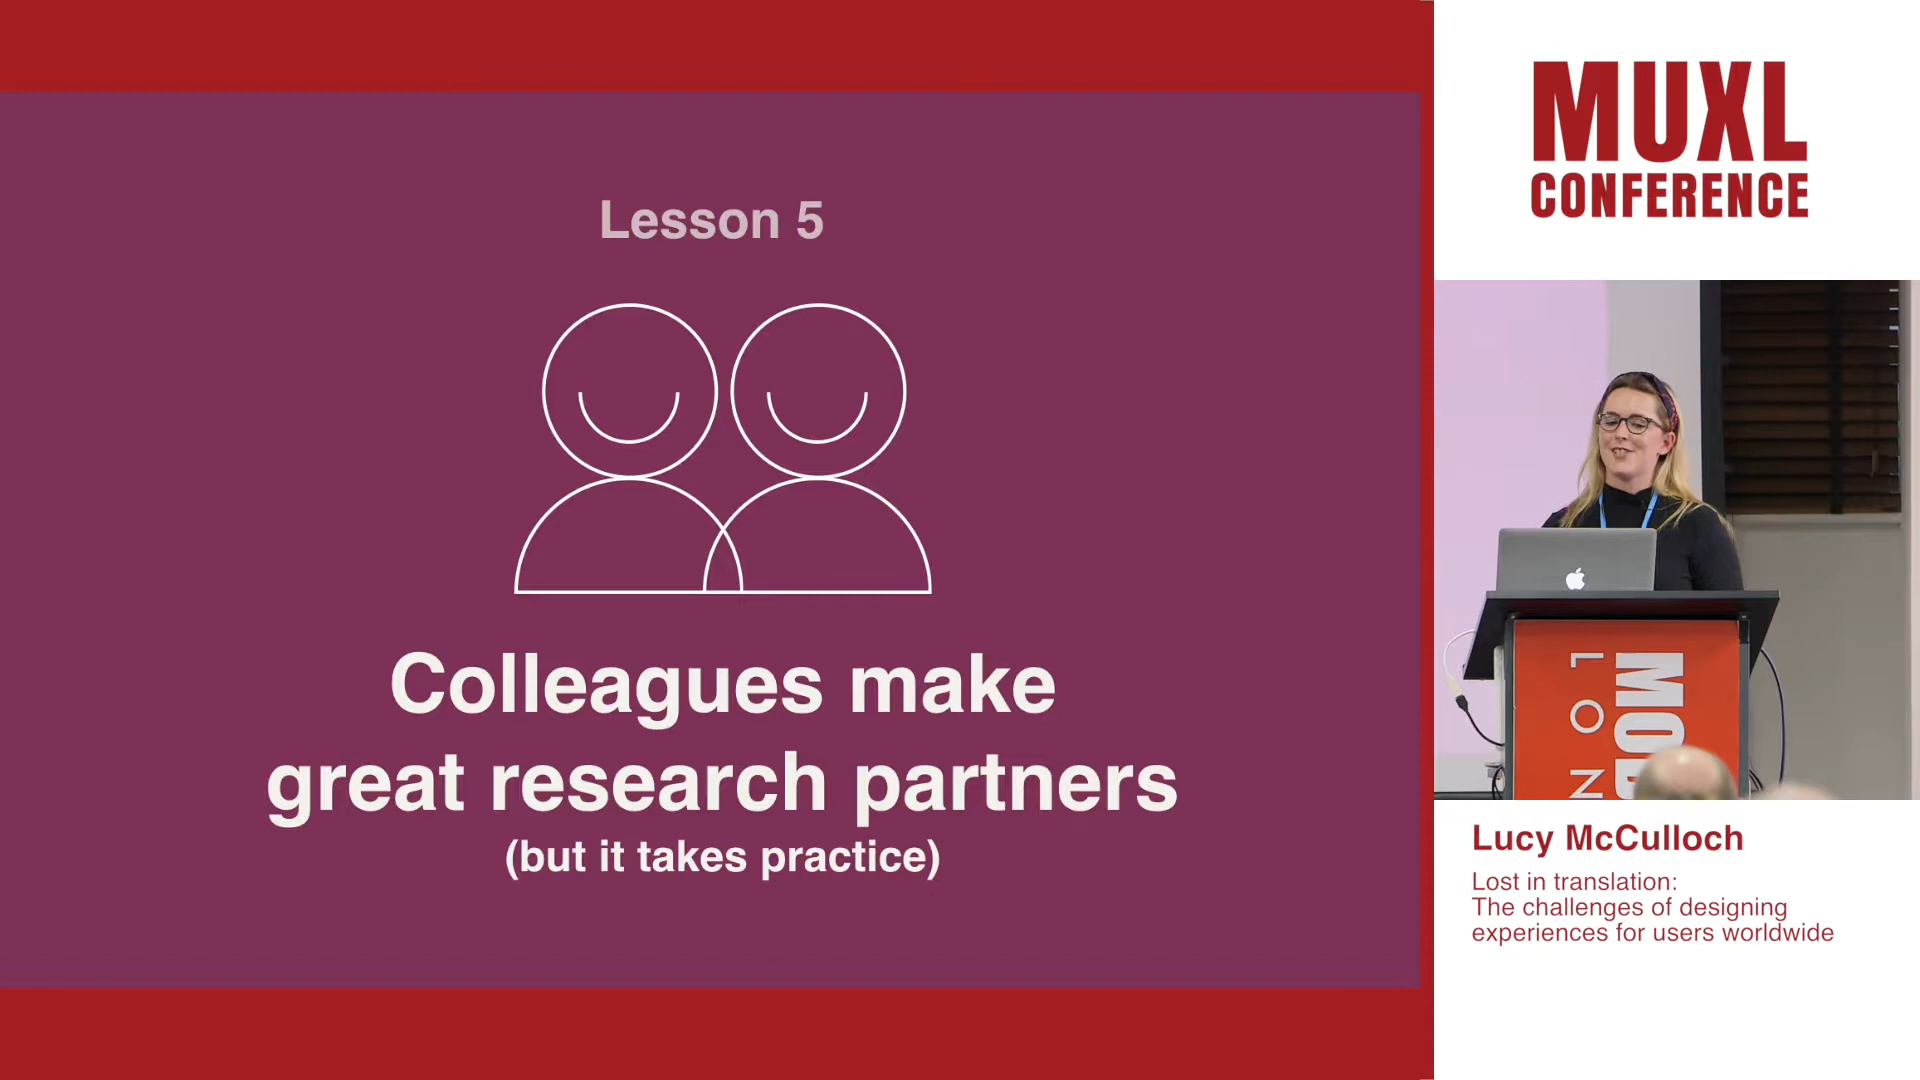 Lesson 5
Colleagues make
great research partners
(but it takes practice)
MUXL
CONFERENCE
Lucy McCulloch
Lost in translation:
The challenges of designing
experiences for users worldwide